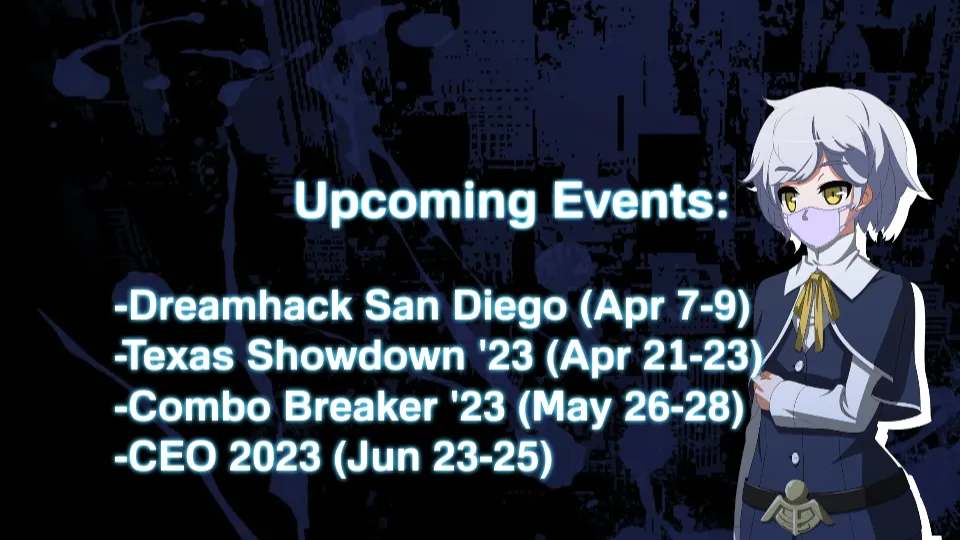 Upcoming Events:
-Dreamhack San Diego (Apr 7-9)
-Texas Showdown '23 (Apr 21-23)
-Combo Breaker '23 (May 26-28)
-CEO 2023 (Jun 23-25)